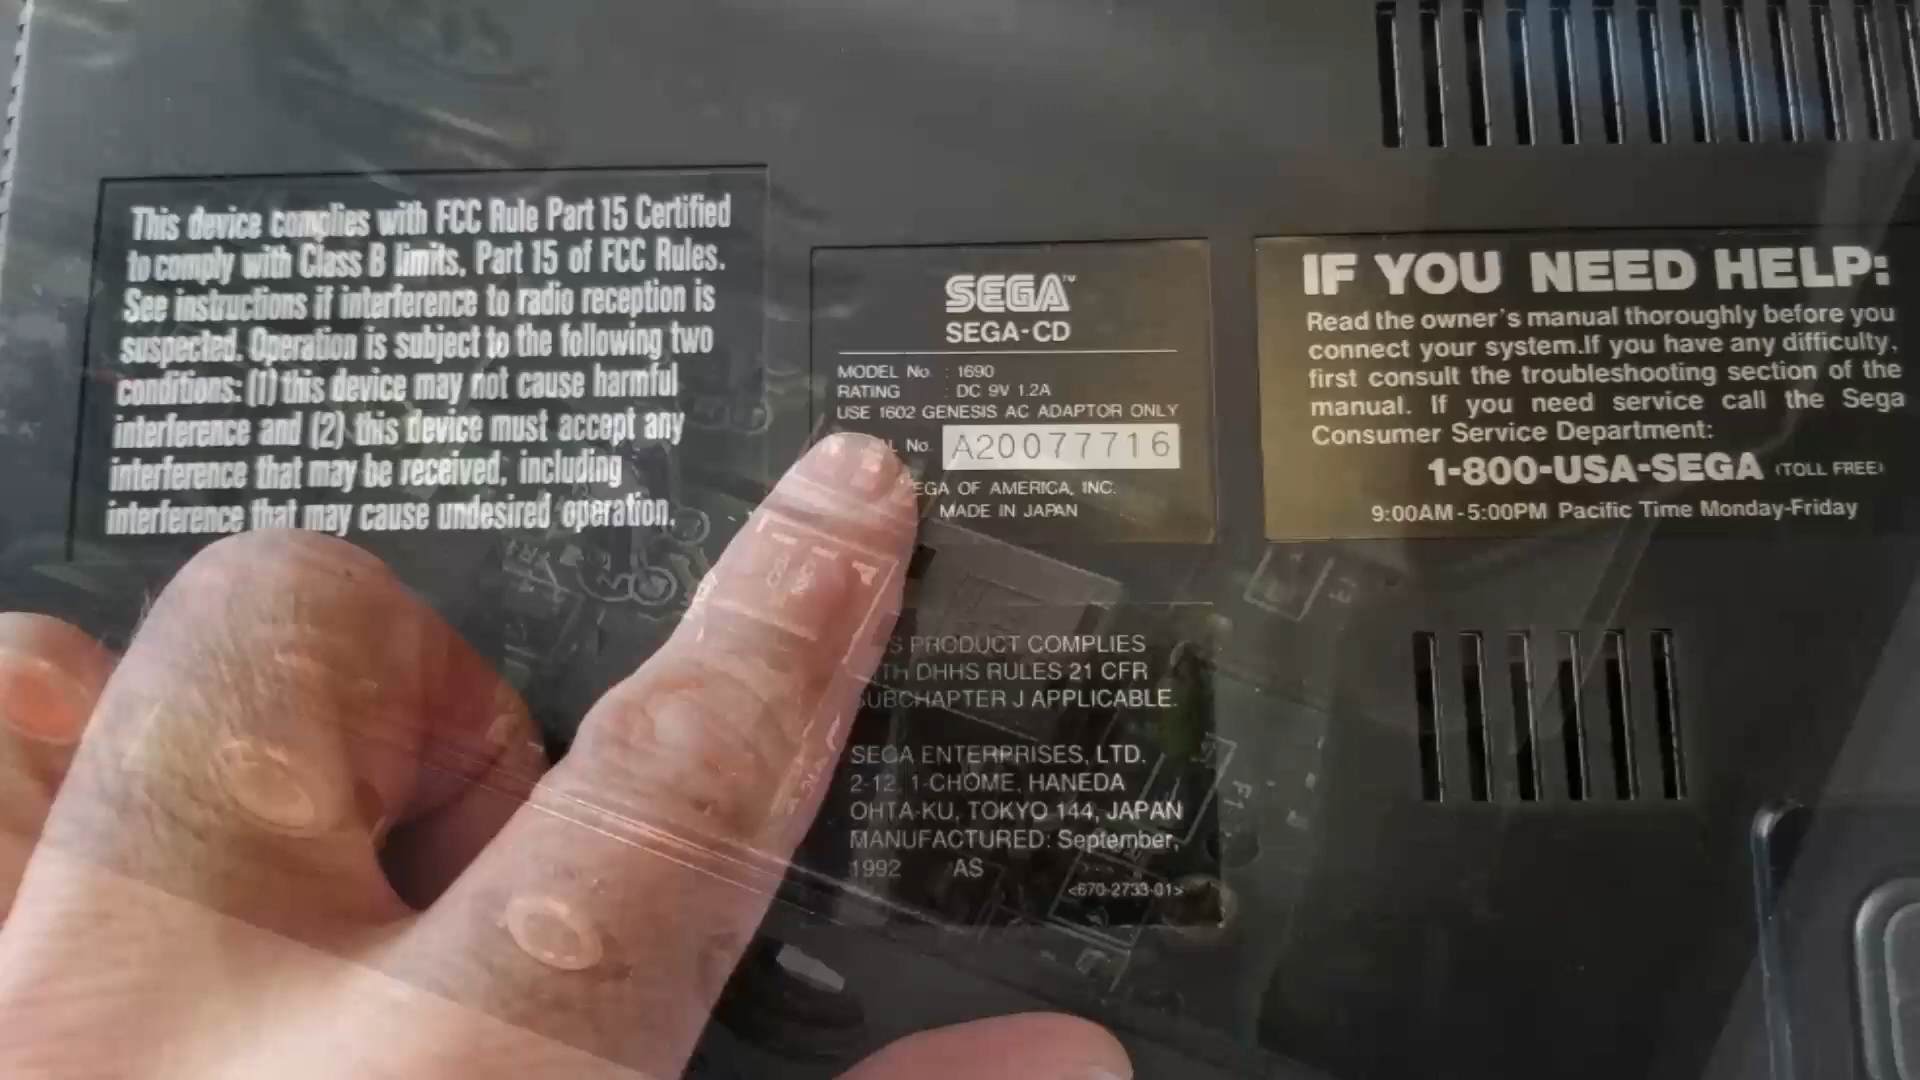 This device complies with FCC Rule Part 15 Certified
to comply with Class B limits, Part 15 of FCC Rules.
See instructions if interference to radio reception is
suspected. Operation is subject to the following two
conditions: (1) this device may not cause harmful
interference and (2) this device must accept any
interference that may be received, including
interference that may cause undesired operation.
SEGA™
SEGA-CD
MODEL No. : 1690
RATING : DC 9V 1.2A
USE 1602 GENESIS AC ADAPTOR ONLY
No. A20077716
EGA OF AMERICA, INC.
MADE IN JAPAN
S PRODUCT COMPLIES
TH DHHS RULES 21 CFR
SUBCHAPTER J APPLICABLE.
SEGA ENTERPRISES, LTD.
2-12, 1-CHOME, HANEDA
OHTA-KU, TOKYO 144, JAPAN
MANUFACTURED: September,
1992 AS
<670-2733-01>
IF YOU NEED HELP:
Read the owner's manual thoroughly before you
connect your system.If you have any difficulty,
first consult the troubleshooting section of the
manual. If you need service call the Sega
Consumer Service Department:
1-800-USA-SEGA (TOLL FREE)
9:00AM-5:00PM Pacific Time Monday-Friday
F1